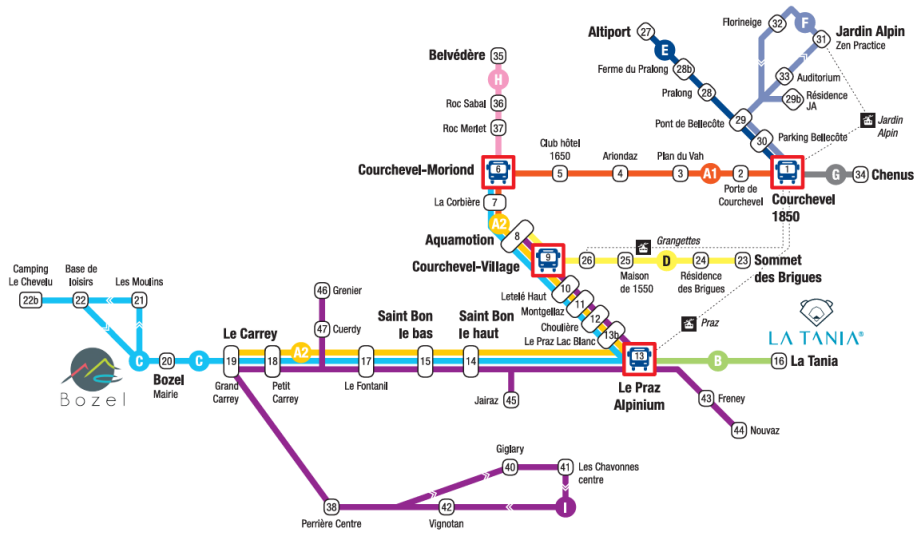 Florineige
32
F
31
Jardin Alpin
Zen Practice
Altiport
27
E
Ferme du Pralong
28b
33
Auditorium
Pralong
28
29b
Résidence
JA
Pont de Bellecôte
29
30
Parking Bellecôte
Jardin
Alpin
Belvédère
35
H
Roc Sabal
36
Roc Merlet
37
Courchevel-Moriond
6
Club hôtel
1650
5
Ariondaz
4
Plan du Vah
3
A1
2
Porte de
Courchevel
1
Courchevel
1850
G
34
Chenus
La Corbière
7
A2
Aquamotion
8
Courchevel-Village
9
Grangettes
26
25
Maison
de 1550
D
24
Résidence
des Brigues
23
Sommet
des Brigues
Letelé Haut
10
Montgellaz
11
Choulière
12
Le Praz Lac Blanc
13b
Praz
LA TANIA®
13
Le Praz
Alpinium
B
16
La Tania
Camping
Le Chevelu
22b
Base de
loisirs
22
Les Moulins
21
C
20
C
Bozel
Mairie
Bozel
46
Grenier
47
Cuerdy
Le Carrey
19
Grand
Carrey
18
Petit
Carrey
A2
17
Le Fontanil
Saint Bon
le bas
15
Saint Bon
le haut
14
Jairaz
45
43
Freney
44
Nouvaz
Giglary
40
41
Les Chavonnes
centre
38
Perrière Centre
42
Vignotan
I